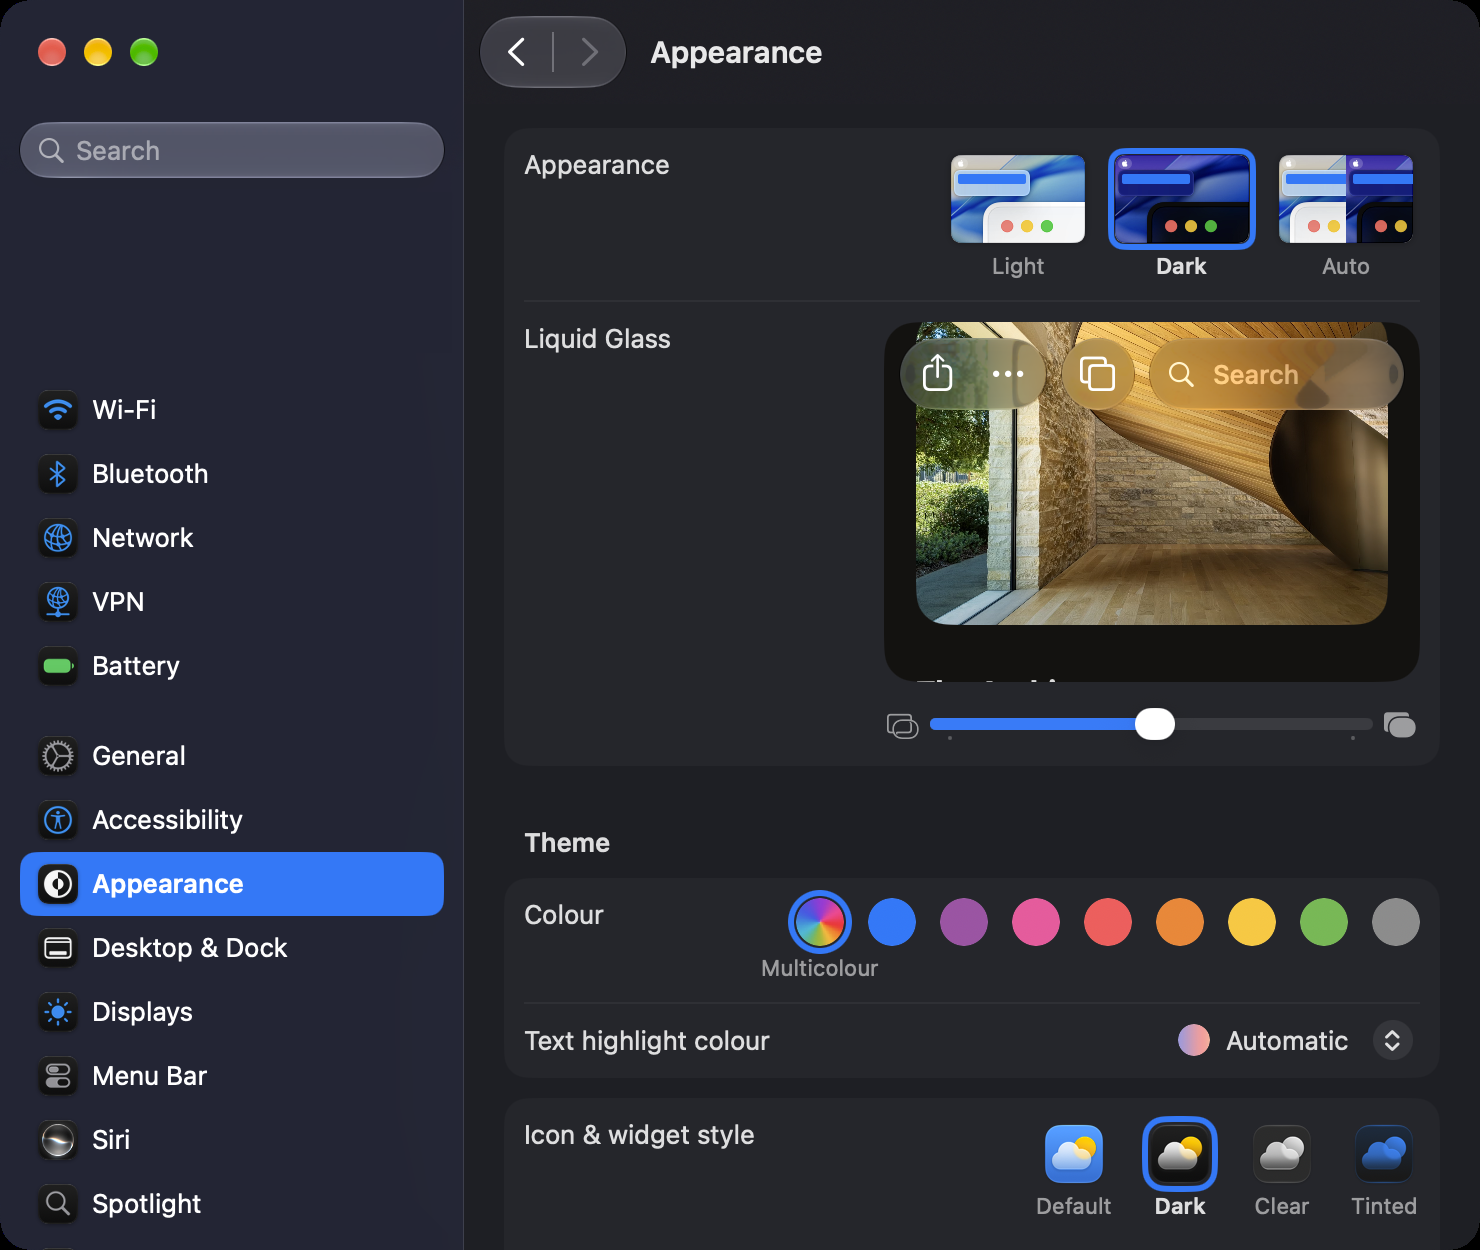 Search
Wi-Fi
Bluetooth
Network
VPN
Battery
General
Accessibility
Appearance
Desktop & Dock
Displays
Menu Bar
Siri
Spotlight
Appearance
Appearance
Light
Dark
Auto
Liquid Glass
Search
Theme
Colour
Multicolour
Text highlight colour
Automatic
Icon & widget style
Default
Dark
Clear
Tinted